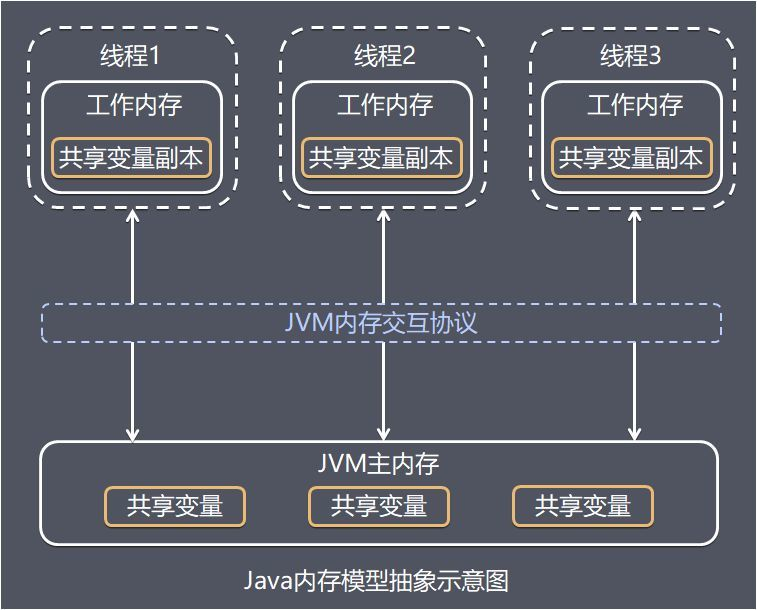 线程1 线程2 线程3
工作内存 工作内存 工作内存
共享变量副本 共享变量副本 共享变量副本
JVM内存交互协议
JVM主内存
共享变量 共享变量 共享变量
Java内存模型抽象示意图